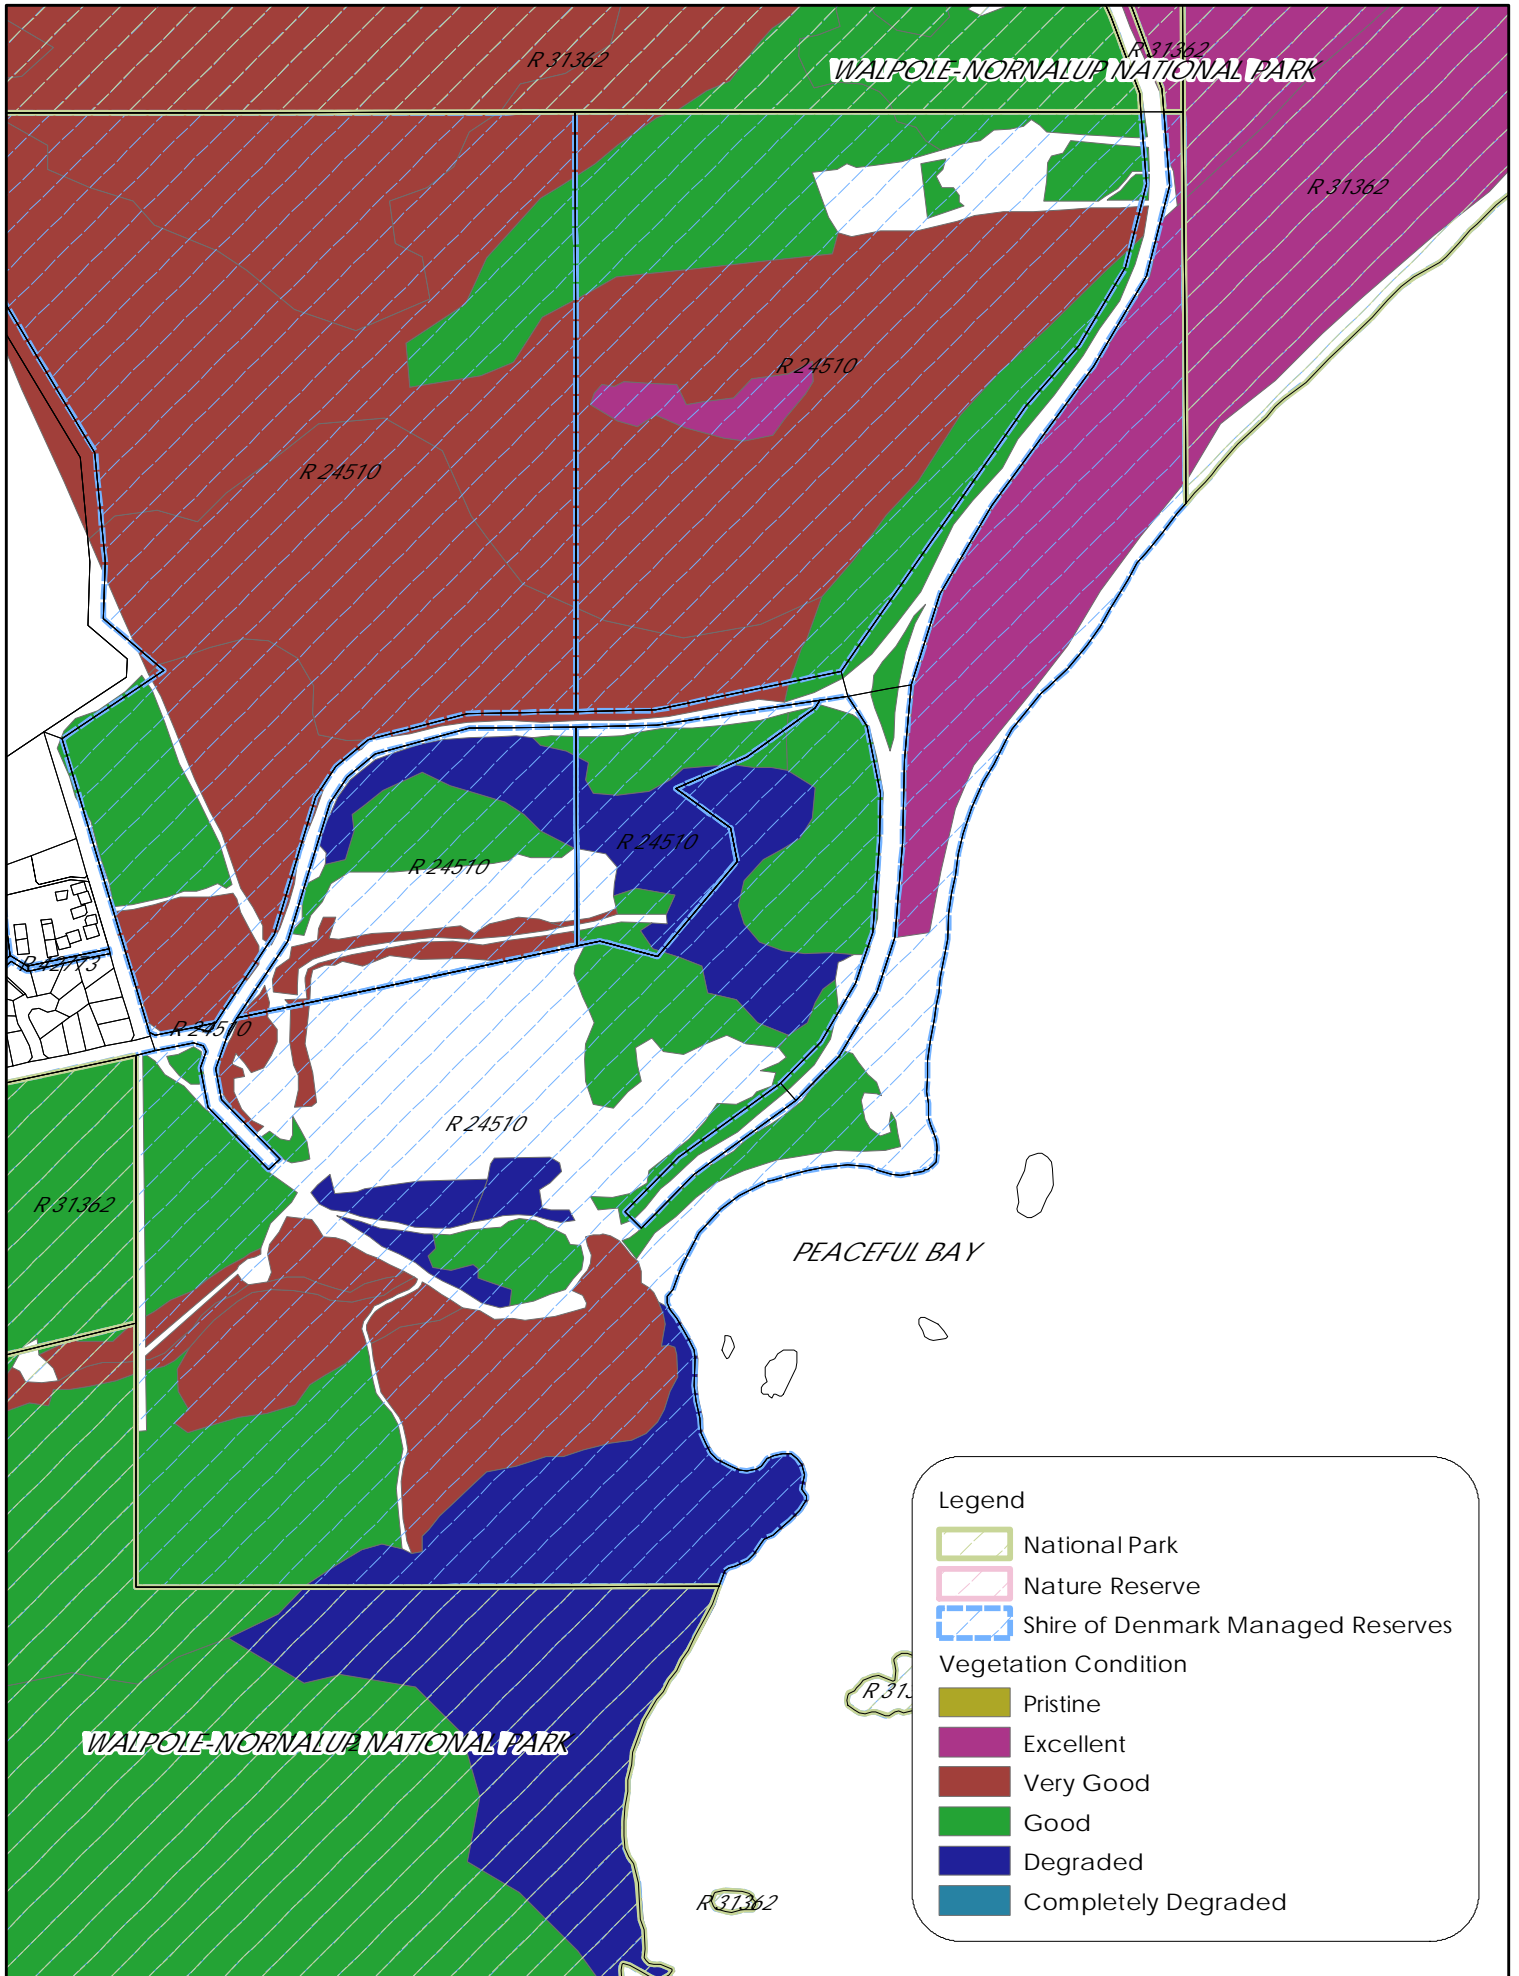 R 31362
R 31362
WALPOLE-NORNALUP NATIONAL PARK
R 31362
R 24510
R 24510
R 24510
R 24510
R 42773
R 24510
R 24510
R 31362
PEACEFUL BAY
Legend
National Park
Nature Reserve
Shire of Denmark Managed Reserves
Vegetation Condition
R 313
Pristine
WALPOLE-NORNALUP NATIONAL PARK
Excellent
Very Good
Good
Degraded
R 31362
Completely Degraded